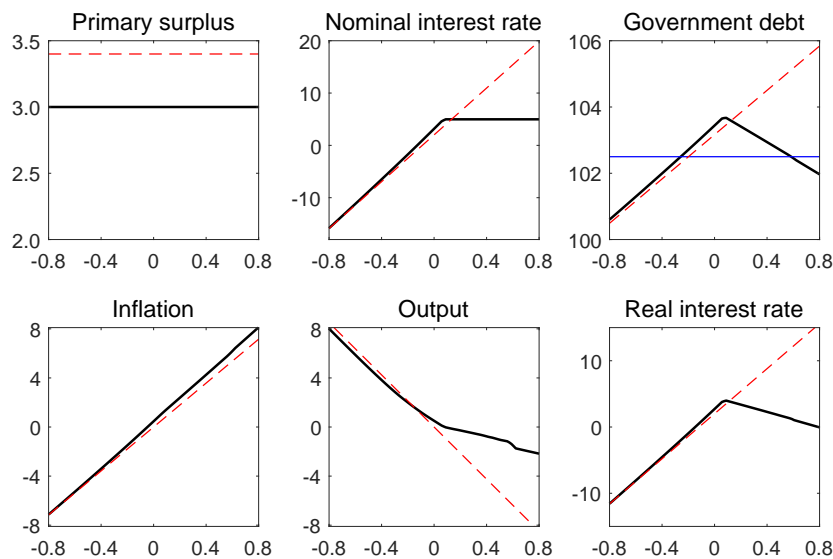 Primary surplus Nominal interest rate Government debt
3.5 20 106
3.0 10 104
2.5 0 102
2.0 -10 100
-0.8 -0.4 0 0.4 0.8 -0.8 -0.4 0 0.4 0.8 -0.8 -0.4 0 0.4 0.8
Inflation Output Real interest rate
8 8 10
4 4 0
0 0 -10
-4 -4
-8 -8
-0.8 -0.4 0 0.4 0.8 -0.8 -0.4 0 0.4 0.8 -0.8 -0.4 0 0.4 0.8